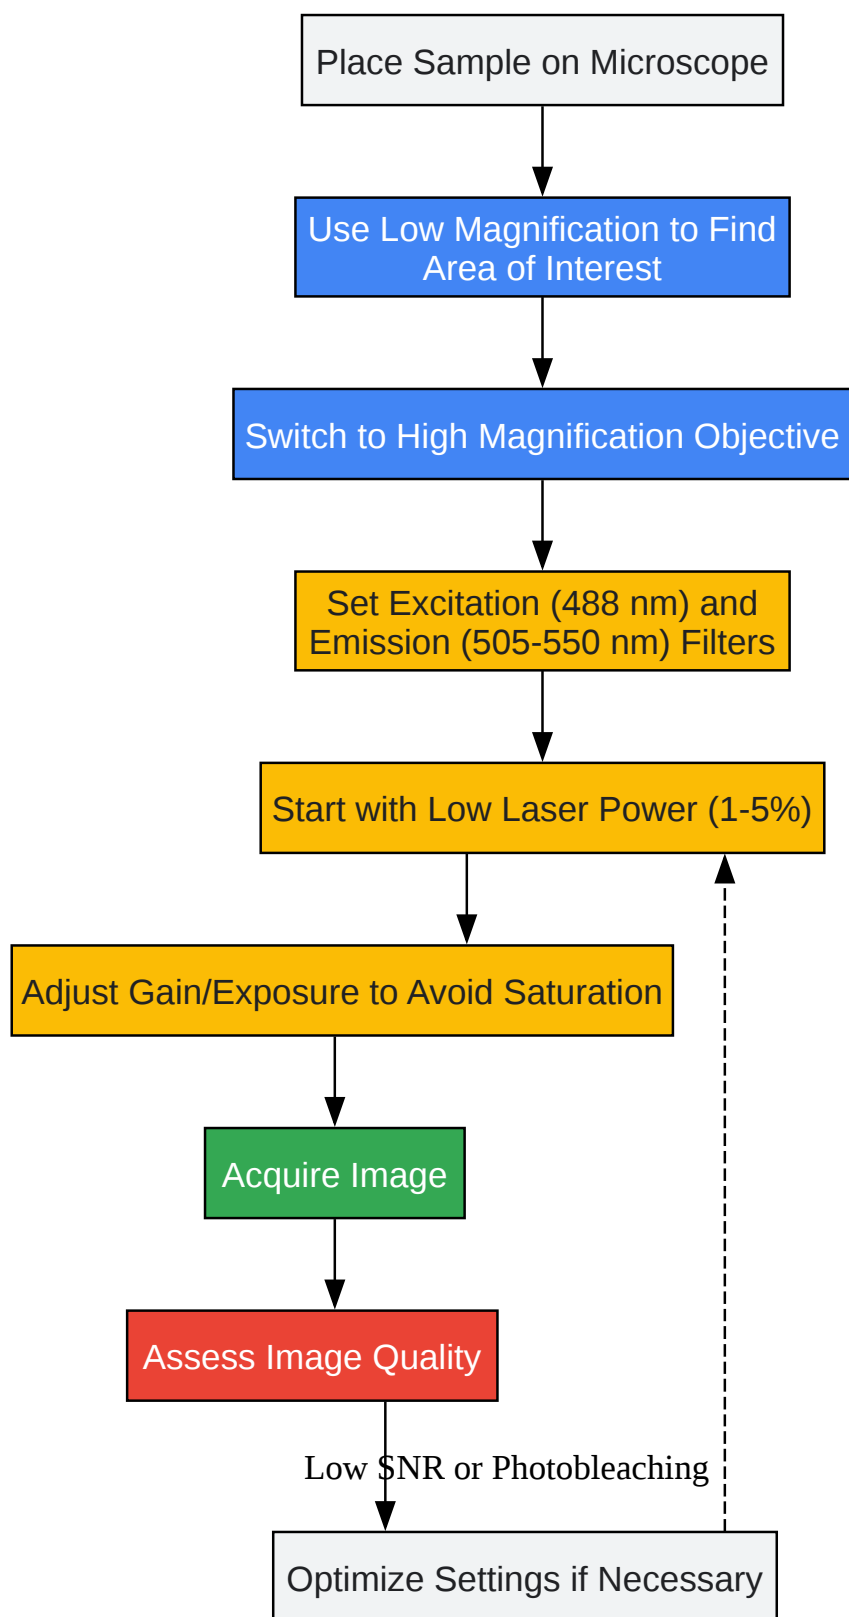 Place Sample on Microscope
Use Low Magnification to Find
Area of Interest
Switch to High Magnification Objective
Set Excitation (488 nm) and
Emission (505-550 nm) Filters
Start with Low Laser Power (1-5%)
Adjust Gain/Exposure to Avoid Saturation
Acquire Image
Assess Image Quality
Low SNR or Photobleaching
Optimize Settings if Necessary